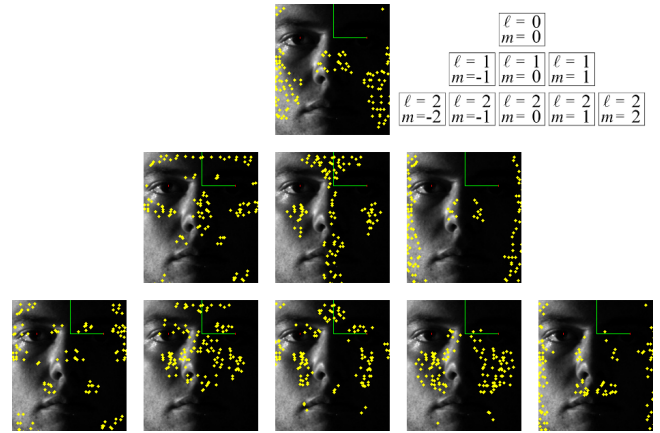 ℓ = 0
m = 0
ℓ = 1 ℓ = 1 ℓ = 1
m=-1 m= 0 m= 1
ℓ = 2 ℓ = 2 ℓ = 2 ℓ = 2 ℓ = 2
m=-2 m=-1 m= 0 m= 1 m= 2